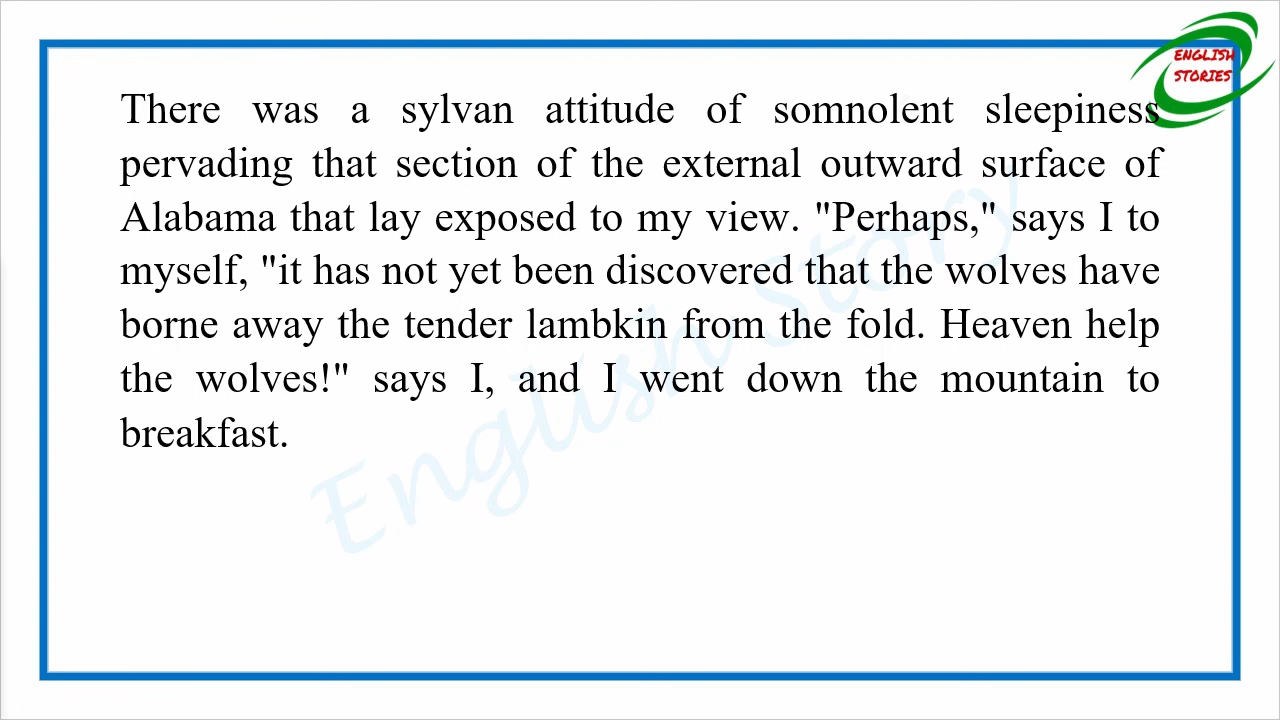 ENGLISH
STORIES
There was a sylvan attitude of somnolent sleepiness
pervading that section of the external outward surface of
Alabama that lay exposed to my view. "Perhaps," says I to
myself, "it has not yet been discovered that the wolves have
borne away the tender lambkin from the fold. Heaven help
the wolves!" says I, and I went down the mountain to
breakfast.
English Story